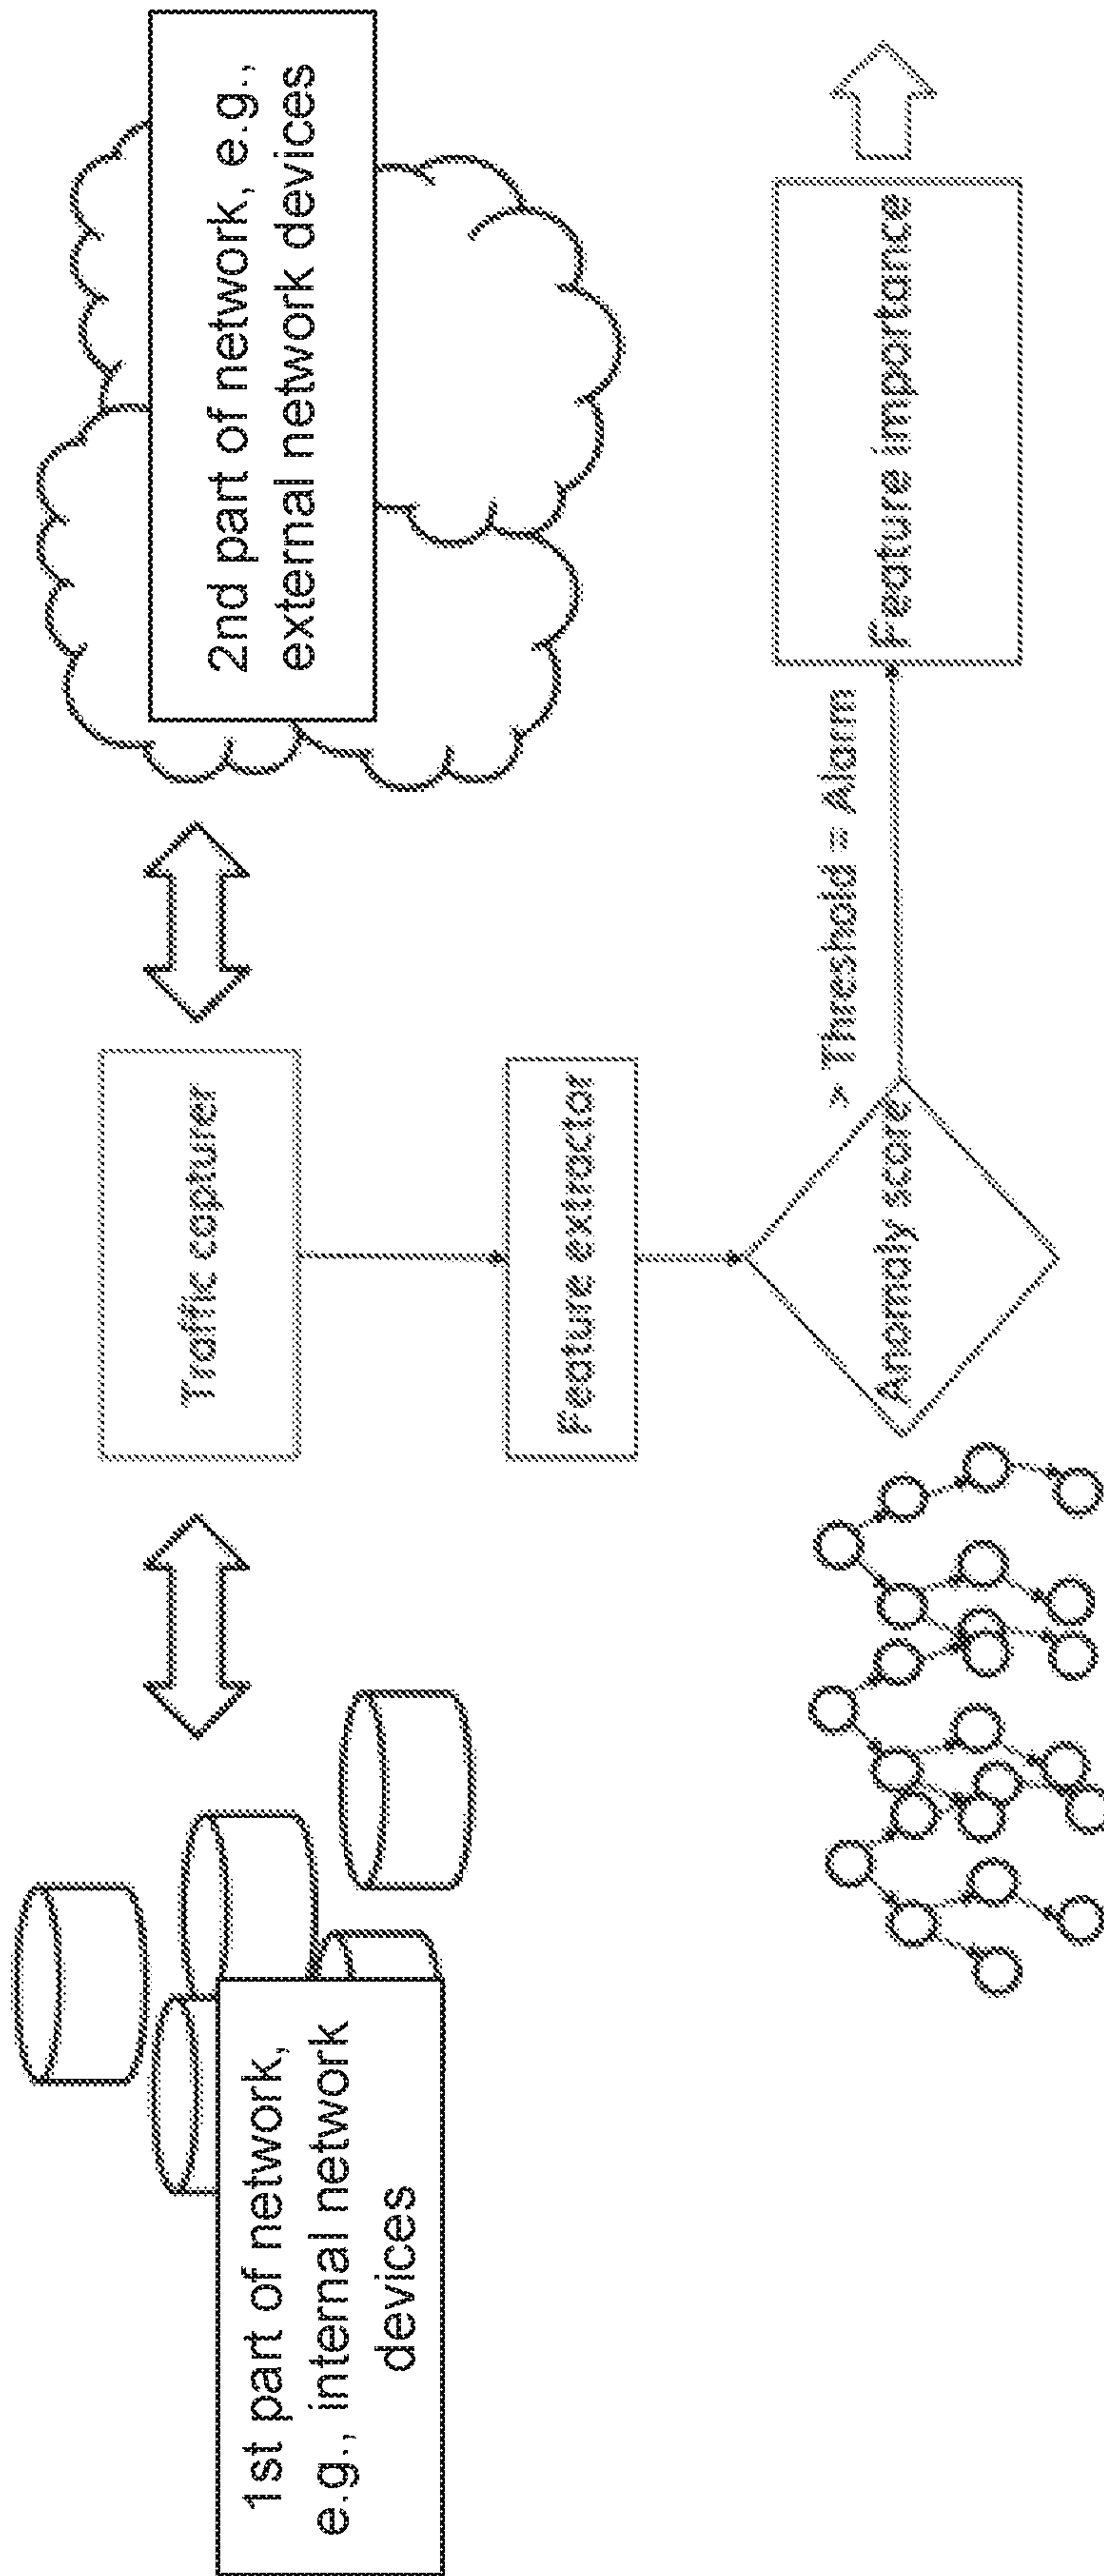 1st part of network,
e.g., internal network
devices
Traffic capturer
2nd part of network, e.g.,
external network devices
Feature extractor
Anomaly score
> Threshold = Alarm
Feature importance